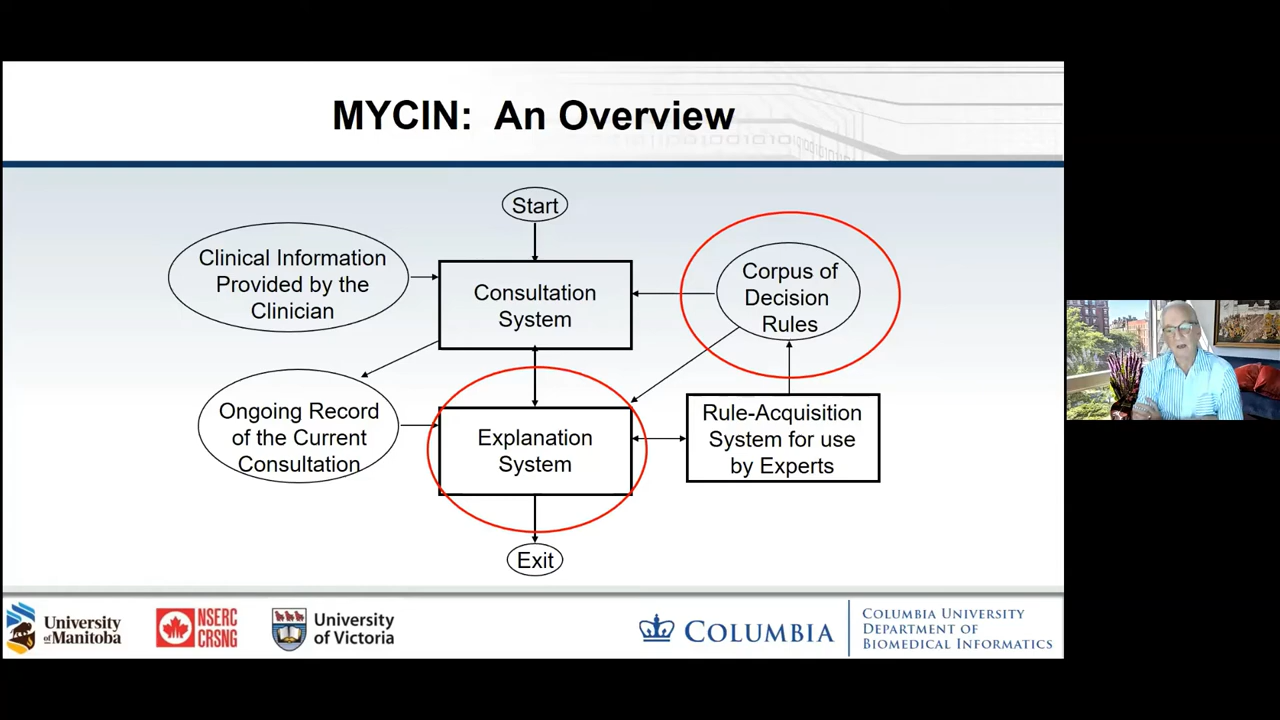 MYCIN: An Overview
Start
Clinical Information
Provided by the
Clinician
Consultation
System
Corpus of
Decision
Rules
Ongoing Record
of the Current
Consultation
Explanation
System
Rule-Acquisition
System for use
by Experts
Exit
University
of Manitoba
NSERC
CRSNG
University
of Victoria
COLUMBIA
COLUMBIA UNIVERSITY
DEPARTMENT OF
BIOMEDICAL INFORMATICS